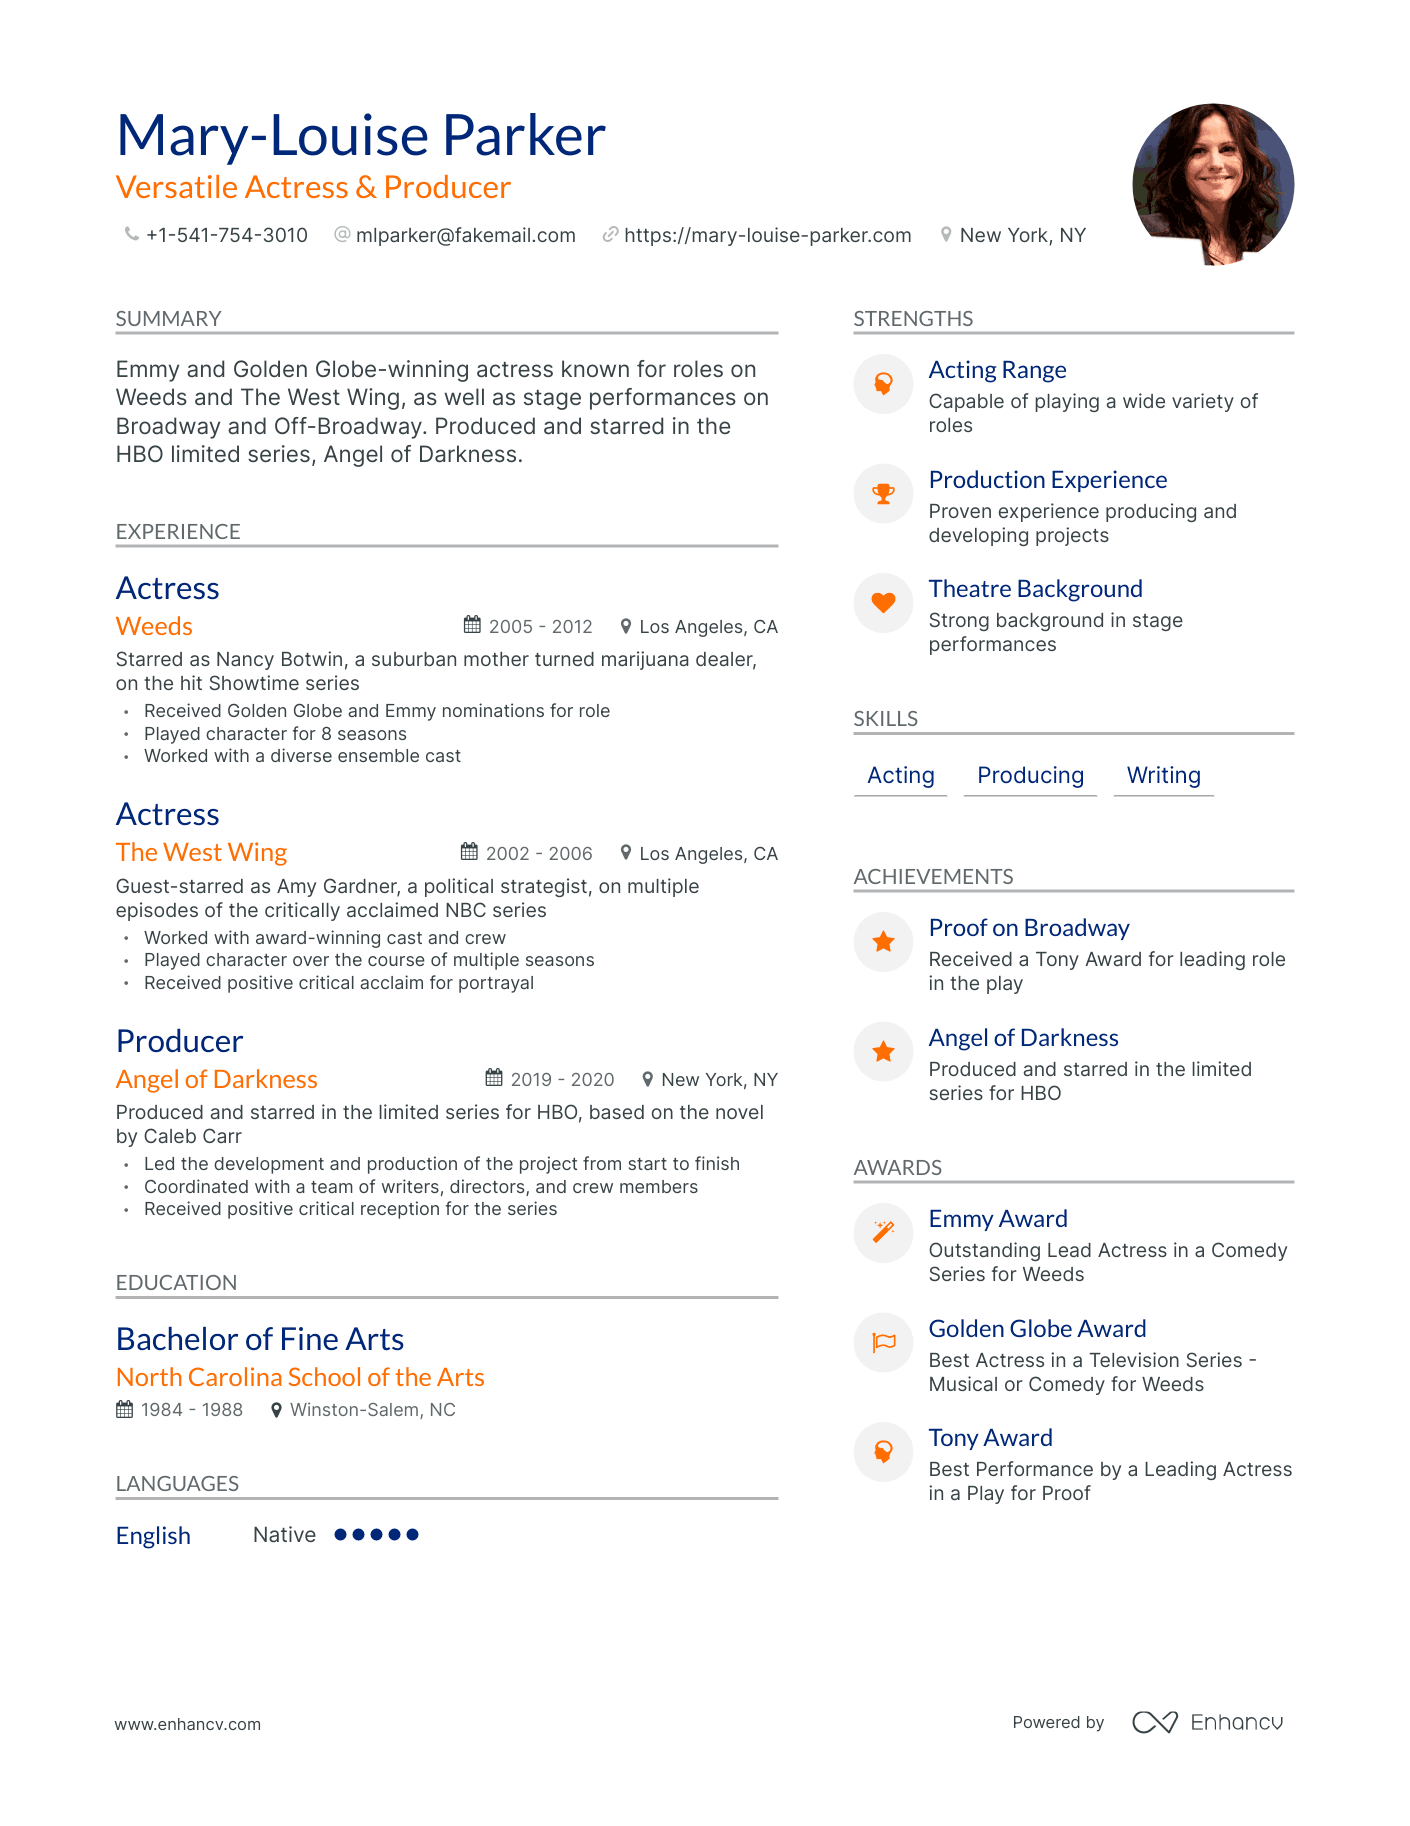 Mary-Louise Parker
Versatile Actress & Producer
+1-541-754-3010 mlparker@fakemail.com https://mary-louise-parker.com New York, NY
SUMMARY
Emmy and Golden Globe-winning actress known for roles on
Weeds and The West Wing, as well as stage performances on
Broadway and Off-Broadway. Produced and starred in the
HBO limited series, Angel of Darkness.
EXPERIENCE
Actress
Weeds 2005 - 2012 Los Angeles, CA
Starred as Nancy Botwin, a suburban mother turned marijuana dealer,
on the hit Showtime series
• Received Golden Globe and Emmy nominations for role
• Played character for 8 seasons
• Worked with a diverse ensemble cast
Actress
The West Wing 2002 - 2006 Los Angeles, CA
Guest-starred as Amy Gardner, a political strategist, on multiple
episodes of the critically acclaimed NBC series
• Worked with award-winning cast and crew
• Played character over the course of multiple seasons
• Received positive critical acclaim for portrayal
Producer
Angel of Darkness 2019 - 2020 New York, NY
Produced and starred in the limited series for HBO, based on the novel
by Caleb Carr
• Led the development and production of the project from start to finish
• Coordinated with a team of writers, directors, and crew members
• Received positive critical reception for the series
EDUCATION
Bachelor of Fine Arts
North Carolina School of the Arts
1984 - 1988 Winston-Salem, NC
LANGUAGES
English Native
STRENGTHS
Acting Range
Capable of playing a wide variety of
roles
Production Experience
Proven experience producing and
developing projects
Theatre Background
Strong background in stage
performances
SKILLS
Acting Producing Writing
ACHIEVEMENTS
Proof on Broadway
Received a Tony Award for leading role
in the play
Angel of Darkness
Produced and starred in the limited
series for HBO
AWARDS
Emmy Award
Outstanding Lead Actress in a Comedy
Series for Weeds
Golden Globe Award
Best Actress in a Television Series -
Musical or Comedy for Weeds
Tony Award
Best Performance by a Leading Actress
in a Play for Proof
www.enhancv.com
Powered by Enhancv